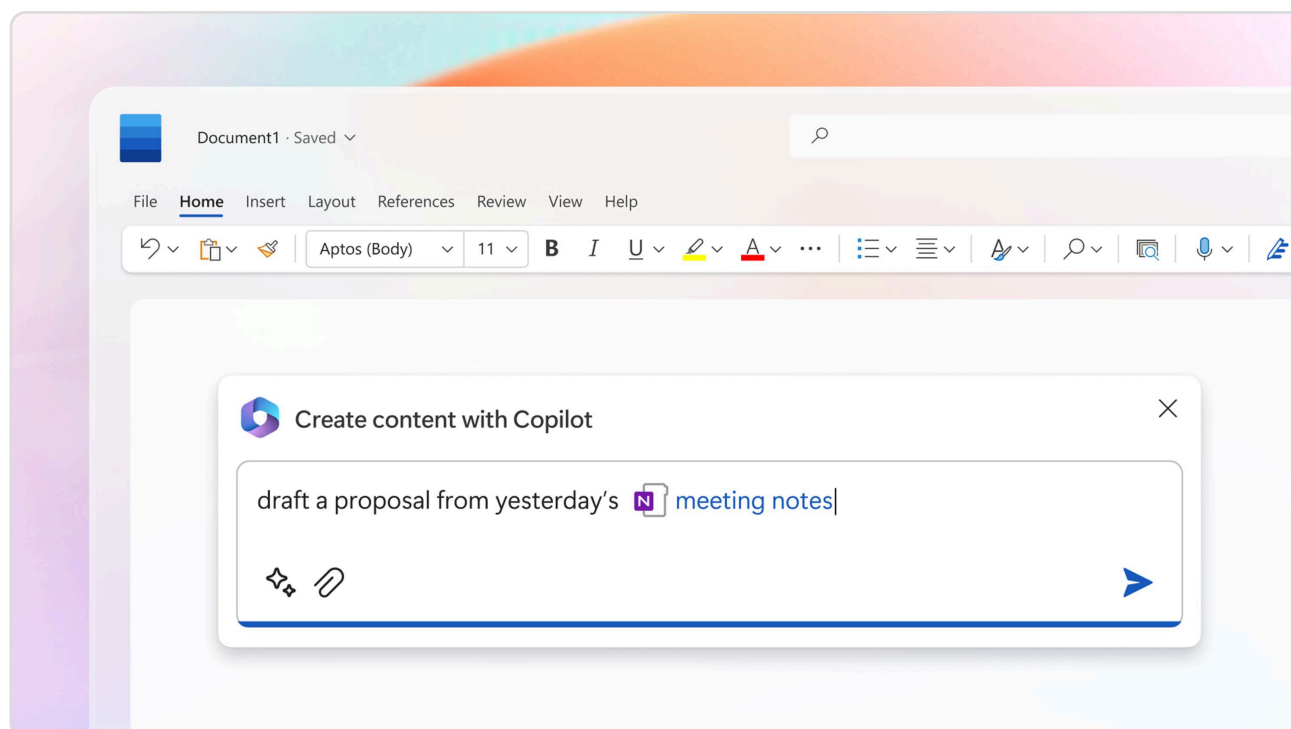 Document1 · Saved
File Home Insert Layout References Review View Help
Aptos (Body) 11 B I U A A
Create content with Copilot
draft a proposal from yesterday’s N meeting notes